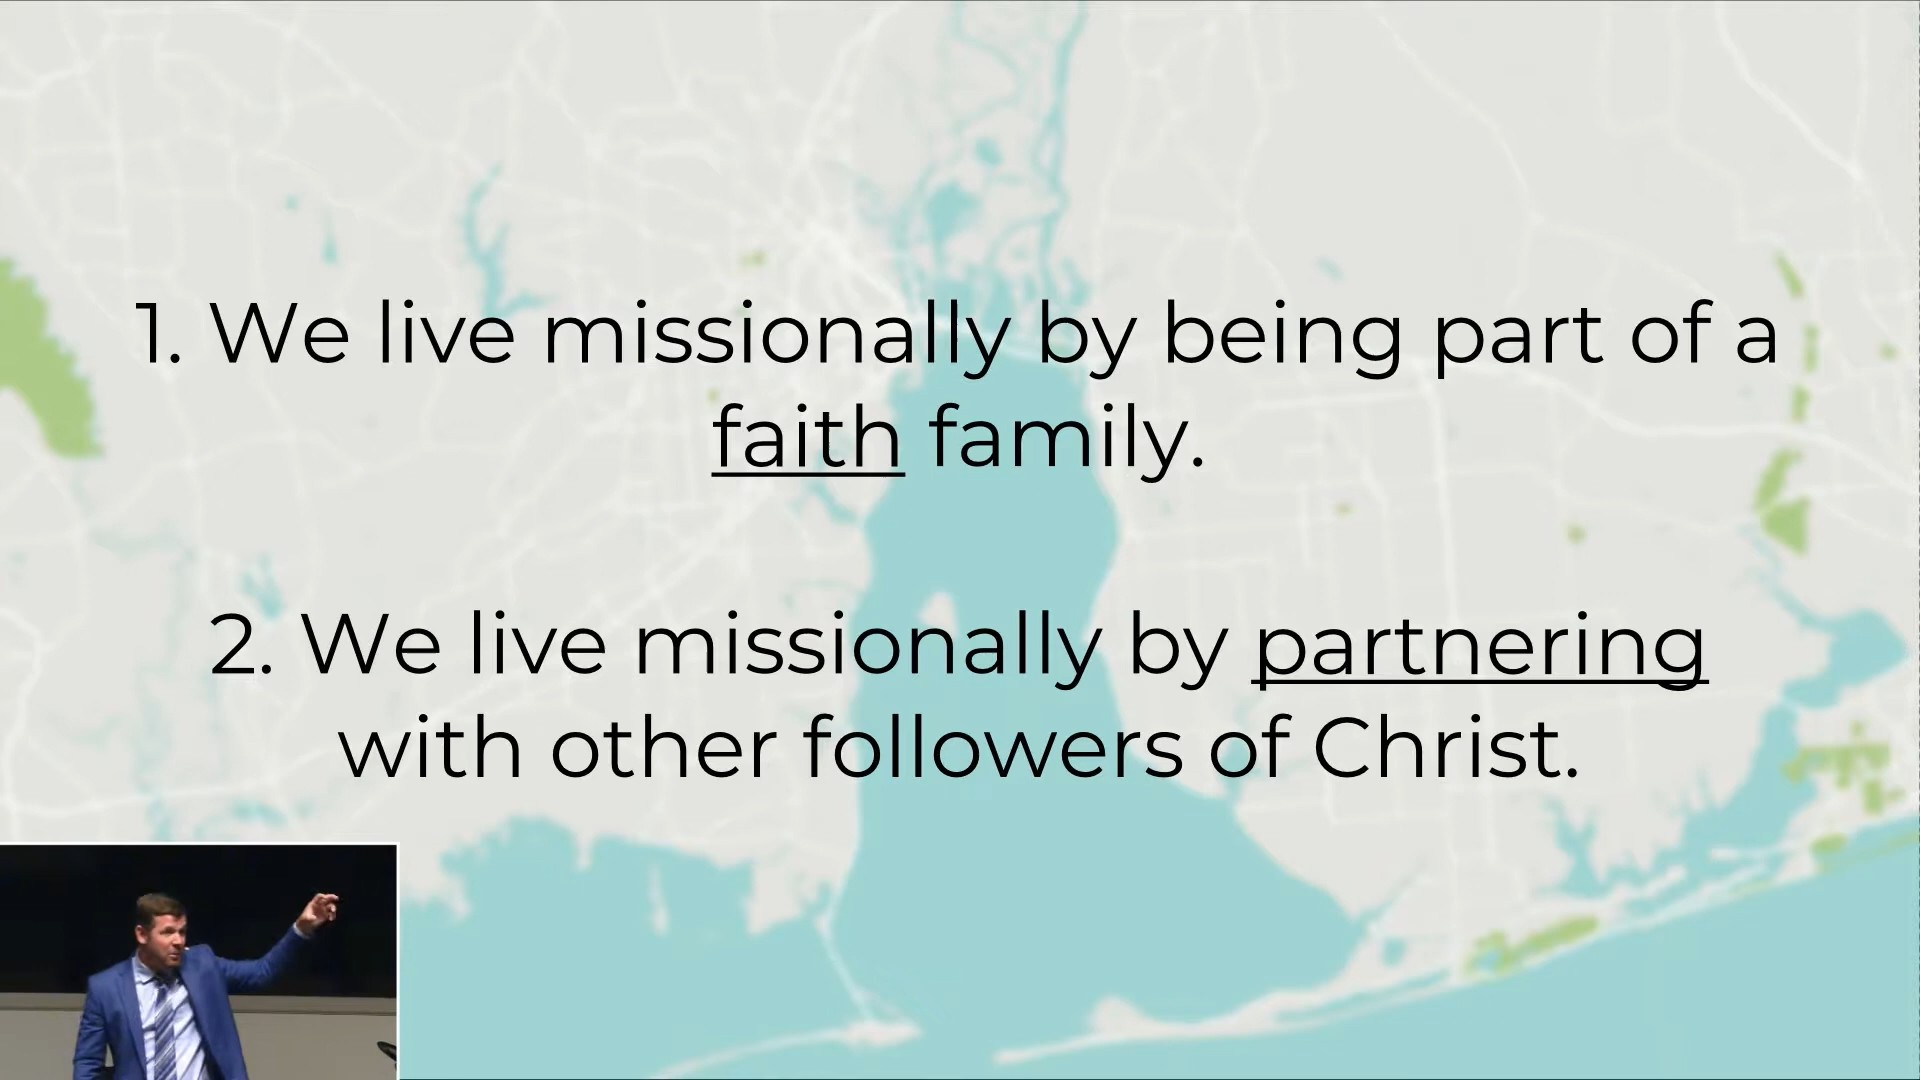 1. We live missionally by being part of a
faith family.
2. We live missionally by partnering
with other followers of Christ.